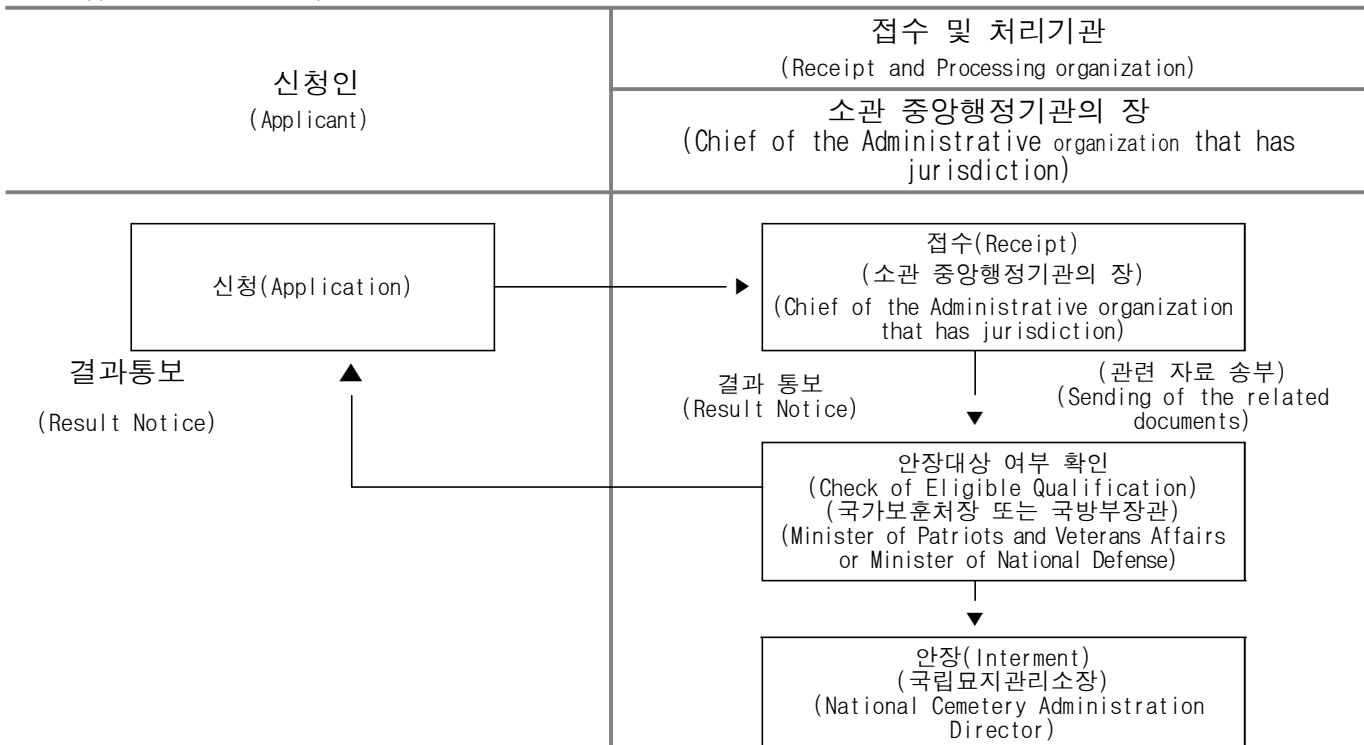 신청인
(Applicant)
접수 및 처리기관
(Receipt and Processing organization)
소관 중앙행정기관의 장
(Chief of the Administrative organization that has
jurisdiction)
신청(Application)
접수(Receipt)
(소관 중앙행정기관의 장)
(Chief of the Administrative organization
that has jurisdiction)
결과통보
(Result Notice)
결과 통보
(Result Notice)
(관련 자료 송부)
(Sending of the related
documents)
안장대상 여부 확인
(Check of Eligible Qualification)
(국가보훈처장 또는 국방부장관)
(Minister of Patriots and Veterans Affairs
or Minister of National Defense)
안장(Interment)
(국립묘지관리소장)
(National Cemetery Administration
Director)